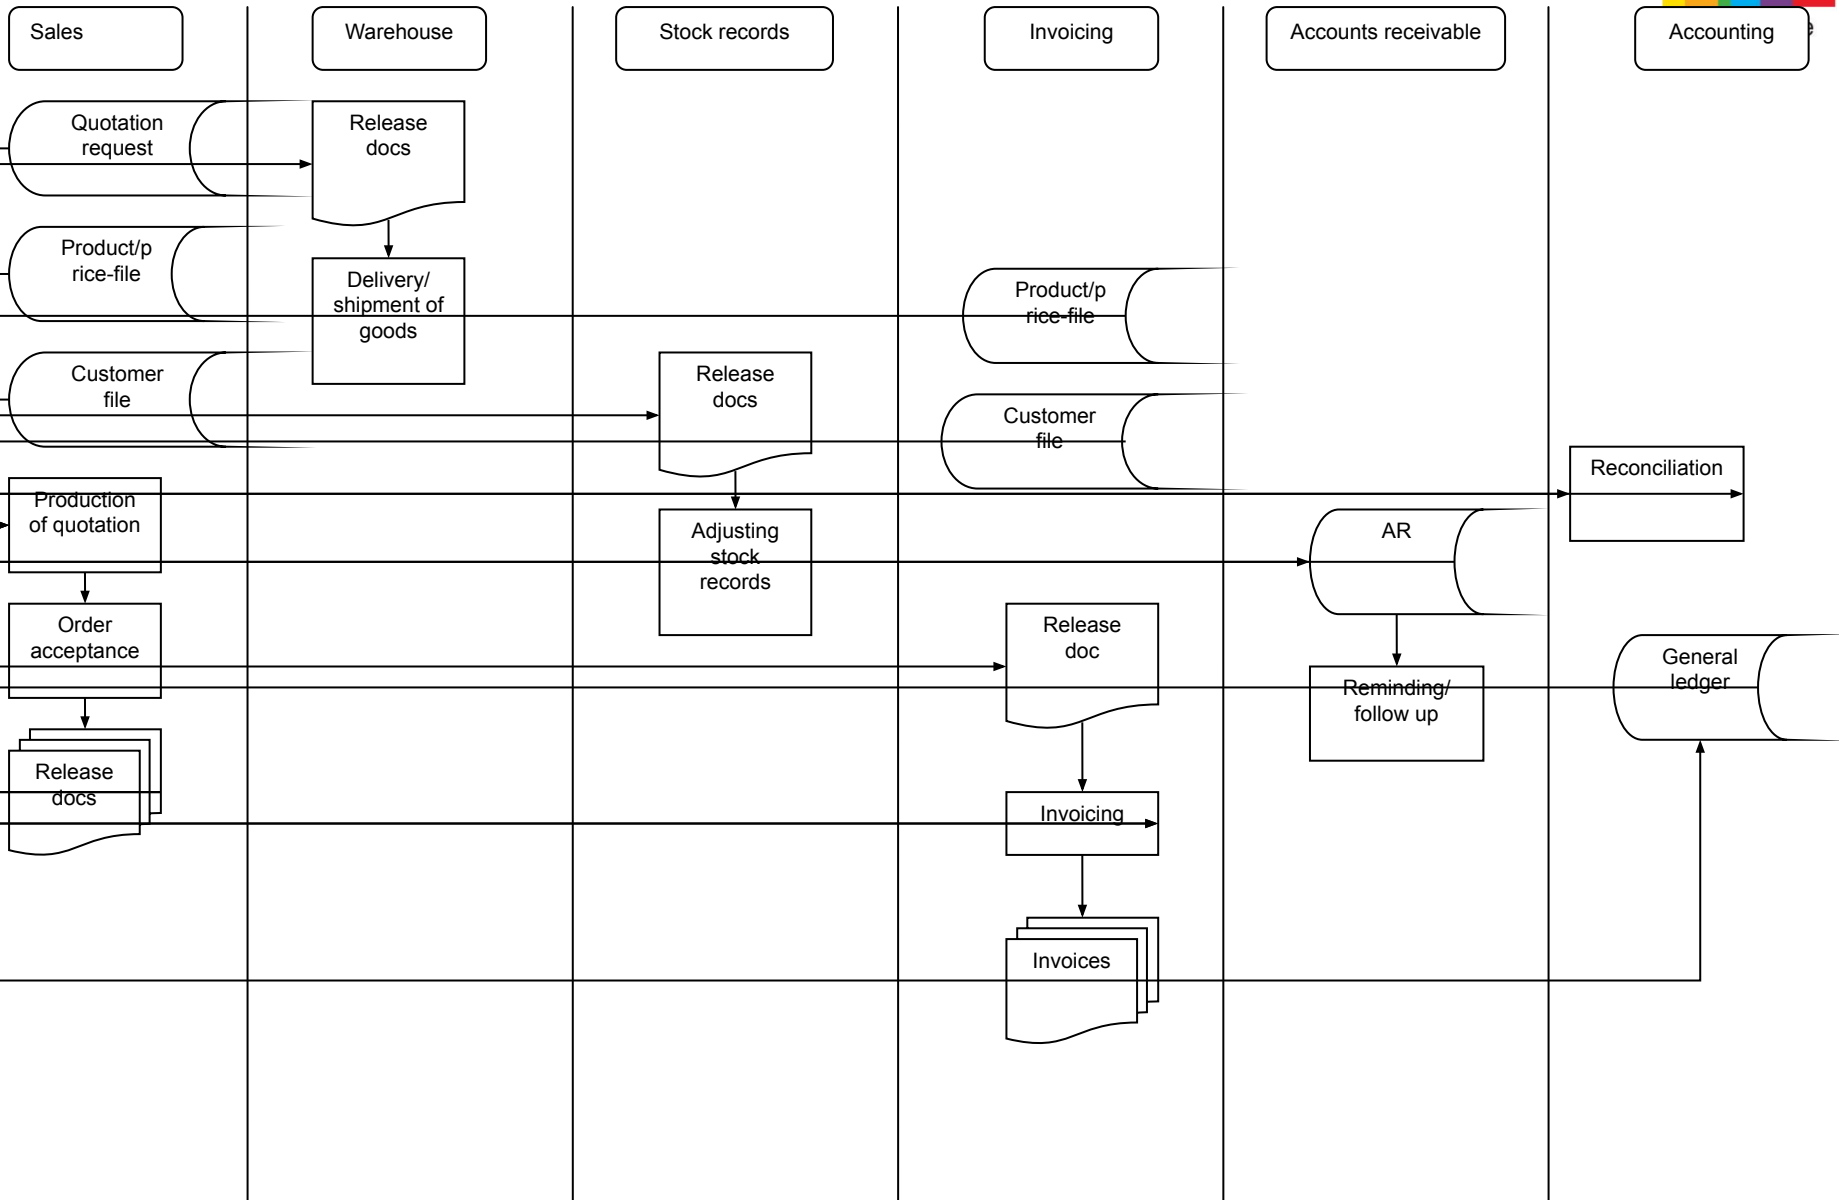 Sales
Warehouse
Stock records
Invoicing
Accounts receivable
Accounting
Quotation
request
Product/p
rice-file
Customer
file
Production
of quotation
Order
acceptance
Release
docs
Release
docs
Delivery/
shipment of
goods
Release
docs
Adjusting
stock
records
Product/p
rice-file
Customer
file
Release
doc
Invoicing
Invoices
AR
Reminding/
follow up
Reconciliation
General
ledger